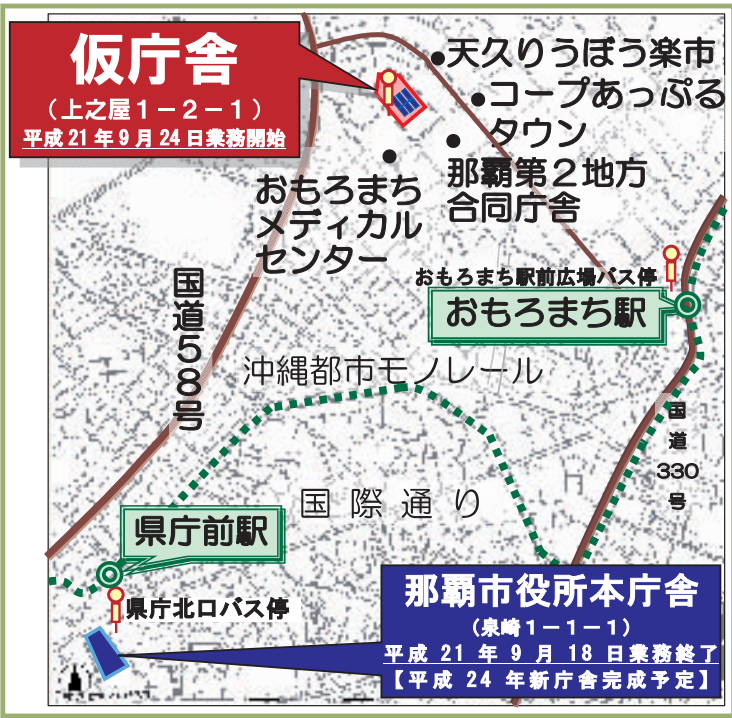 仮庁舎
（上之屋１－２－１）
平成21年9月24日業務開始
天久りうぼう楽市
コープあっぷる
タウン
那覇第２地方
合同庁舎
おもろまち
メディカル
センター
おもろまち駅前広場バス停
おもろまち駅
国道５８号
沖縄都市モノレール
国道330号
国際通り
県庁前駅
県庁北口バス停
那覇市役所本庁舎
（泉崎１－１－１）
平成 21 年 9 月 18 日業務終了
【平成 24 年新庁舎完成予定】